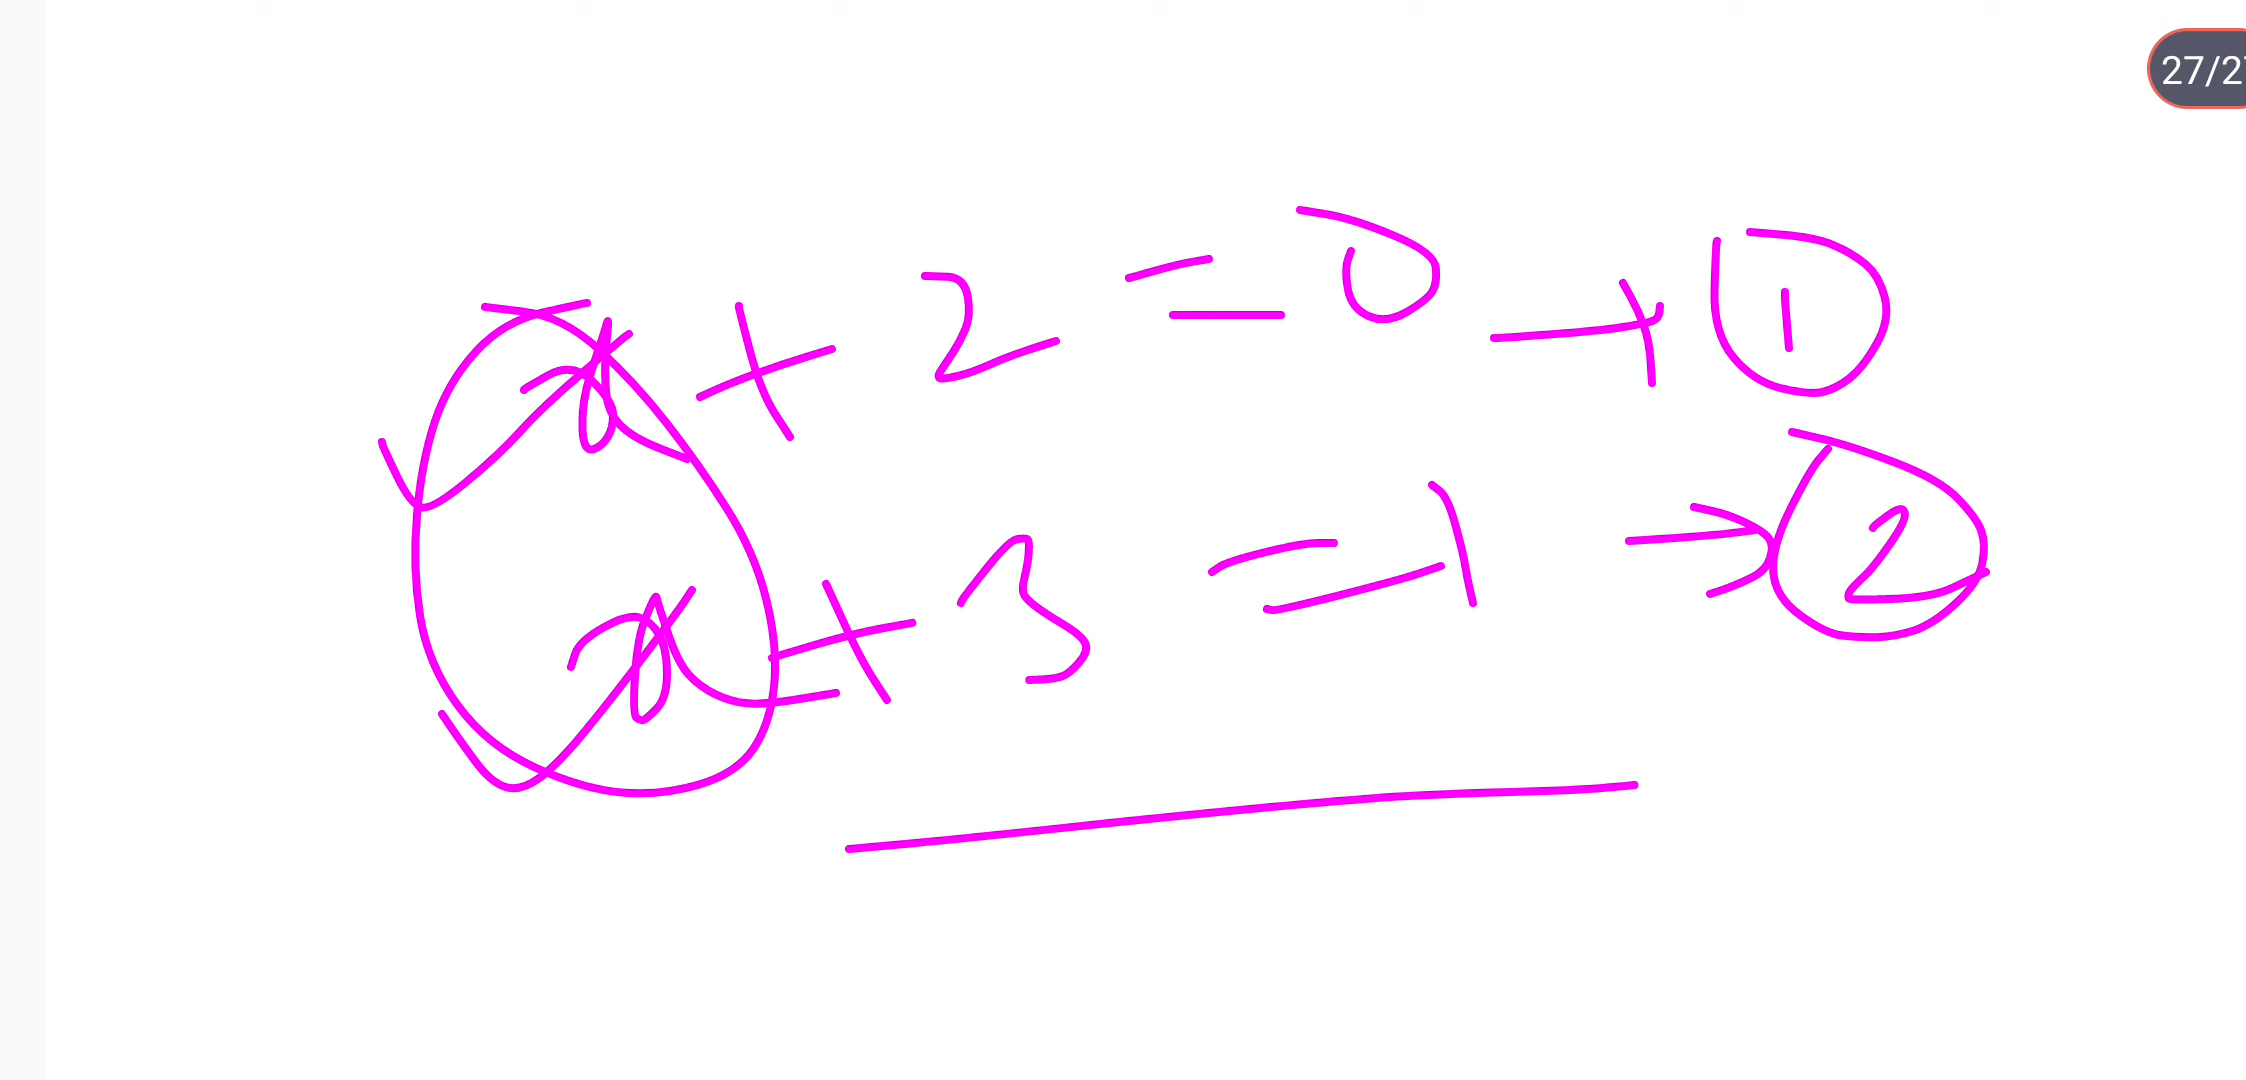 27/27
x + 2 = 0 → ①
x + 3 = 1 → ②